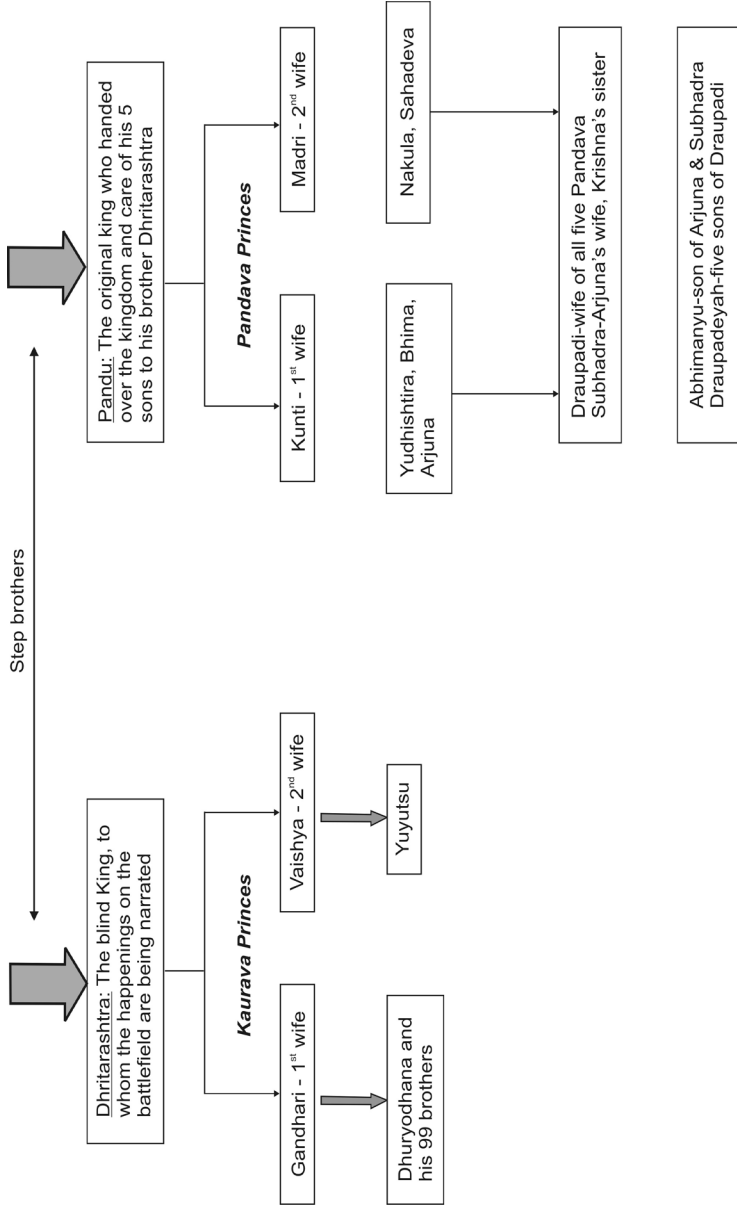 Step brothers
Dhritarashtra: The blind King, to
whom the happenings on the
battlefield are being narrated
Pandu: The original king who handed
over the kingdom and care of his 5
sons to his brother Dhritarashtra
Kaurava Princes
Pandava Princes
Gandhari - 1st wife
Vaishya - 2nd wife
Kunti - 1st wife
Madri - 2nd wife
Dhuryodhana and
his 99 brothers
Yuyutsu
Yudhishtira, Bhima,
Arjuna
Nakula, Sahadeva
Draupadi-wife of all five Pandava
Subhadra-Arjuna's wife, Krishna's sister
Abhimanyu-son of Arjuna & Subhadra
Draupadeyah-five sons of Draupadi